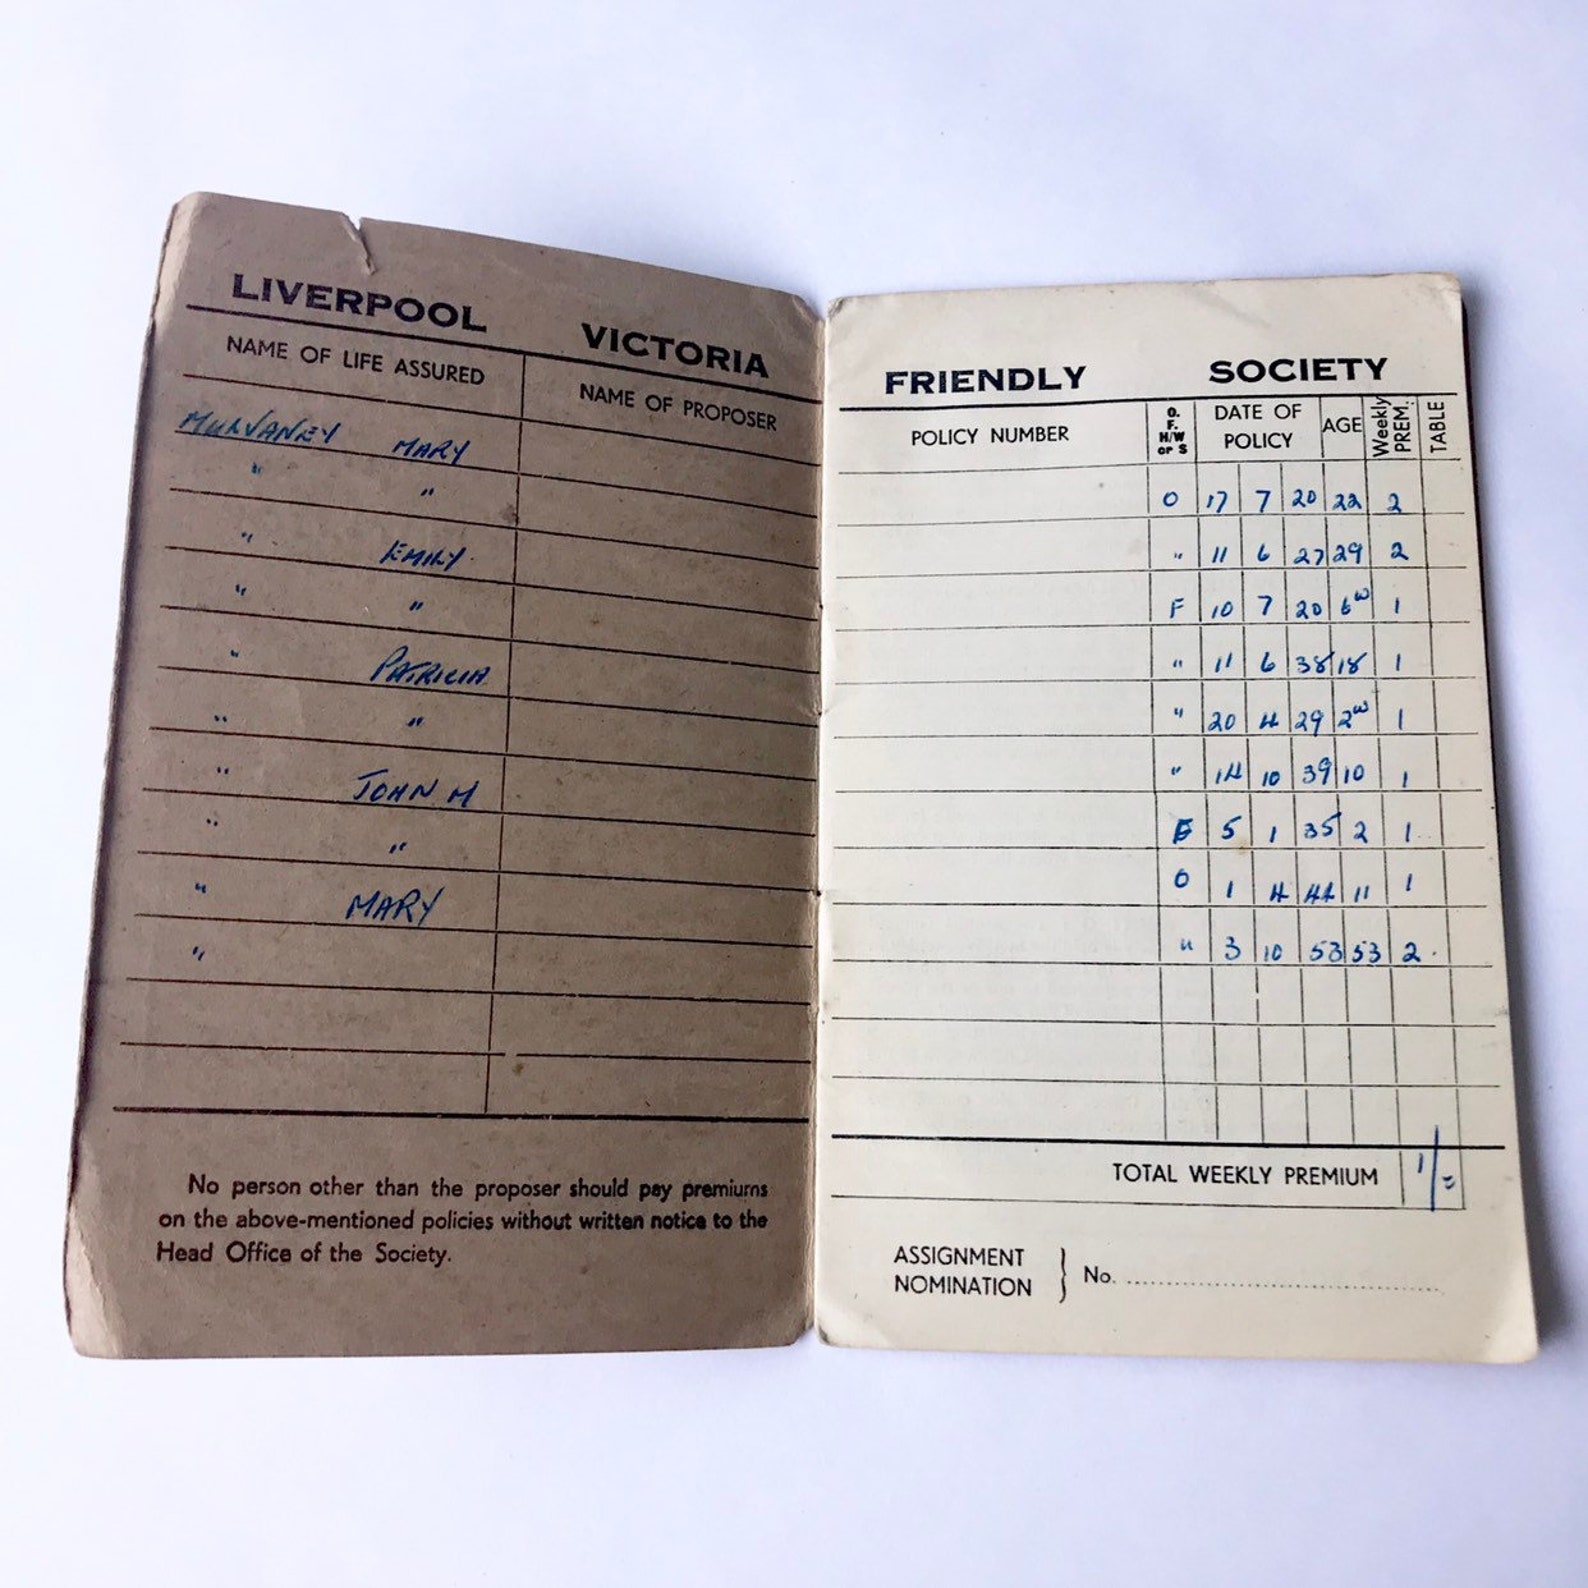 LIVERPOOL VICTORIA
NAME OF LIFE ASSURED NAME OF PROPOSER
MULVANEY MARY
" "
" EMILY
" "
" PATRICIA
" "
" JOHN M
" "
" MARY
"
No person other than the proposer should pay premiums
on the above-mentioned policies without written notice to the
Head Office of the Society.
FRIENDLY SOCIETY
POLICY NUMBER O. F. H/W or S DATE OF POLICY AGE Weekly PREM. TABLE
O 17 7 20 22 2
" 11 6 27 29 2
F 10 7 20 6w 1
" 11 6 38 18 1
" 20 4 29 2w 1
" 14 10 39 10 1
5 1 35 2 1
O 1 4 44 11 1
" 3 10 53 53 2
TOTAL WEEKLY PREMIUM 1/=
ASSIGNMENT
NOMINATION } No.